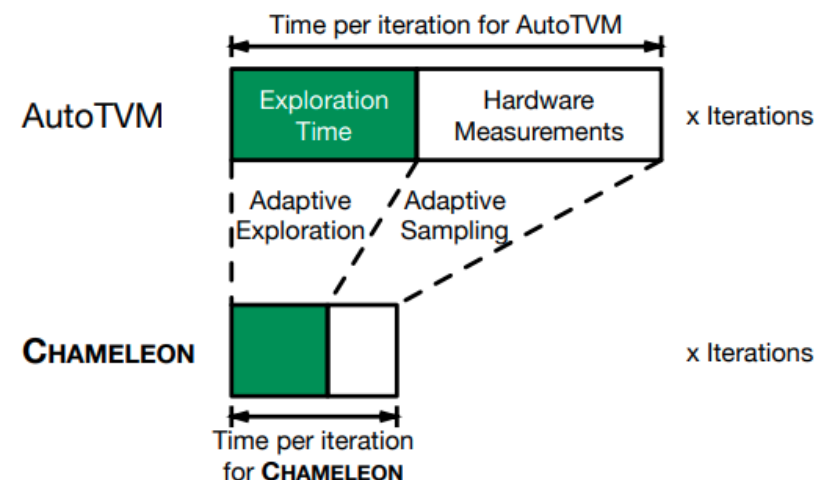 Time per iteration for AutoTVM
AutoTVM
Exploration
Time
Hardware
Measurements
x Iterations
Adaptive
Exploration
Adaptive
Sampling
CHAMELEON
x Iterations
Time per iteration
for CHAMELEON